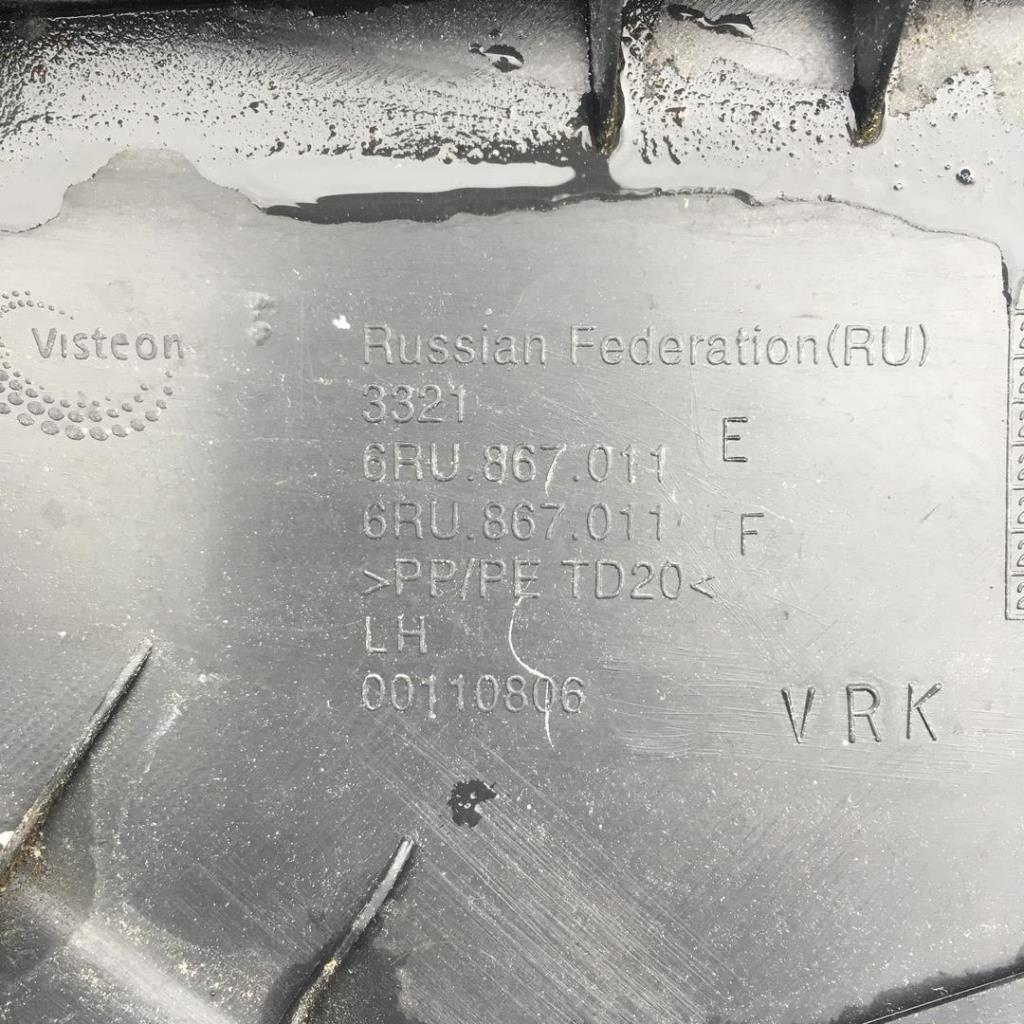 Visteon
Russian Federation(RU)
3321
6RU.867.011 E
6RU.867.011 F
>PP/PE TD20<
LH
00110806
VRK